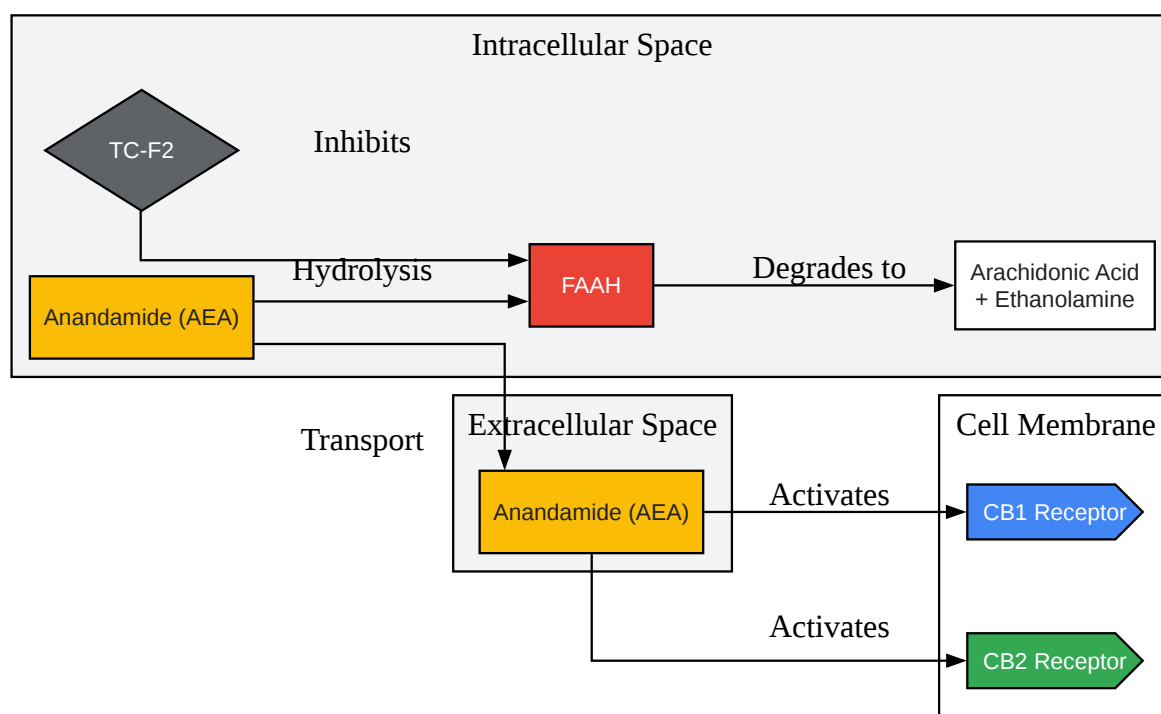 Intracellular Space
TC-F2
Inhibits
Hydrolysis
FAAH
Degrades to
Arachidonic Acid
+ Ethanolamine
Anandamide (AEA)
Transport
Extracellular Space
Cell Membrane
Anandamide (AEA)
Activates
CB1 Receptor
Activates
CB2 Receptor